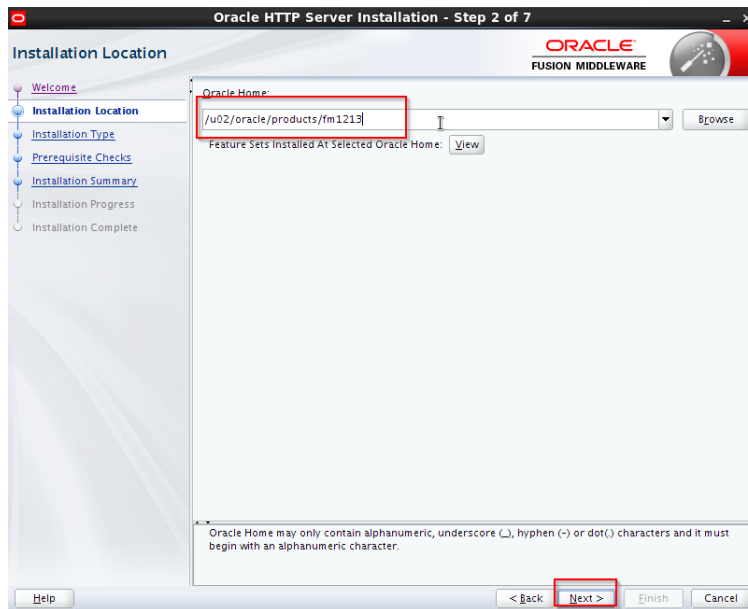 Oracle HTTP Server Installation - Step 2 of 7
Installation Location
ORACLE
FUSION MIDDLEWARE
Welcome
Installation Location
Installation Type
Prerequisite Checks
Installation Summary
Installation Progress
Installation Complete
Oracle Home:
/u02/oracle/products/fm1213
Browse
Feature Sets Installed At Selected Oracle Home: View
Oracle Home may only contain alphanumeric, underscore (_), hyphen (-) or dot(.) characters and it must
begin with an alphanumeric character.
Help
< Back
Next >
Finish
Cancel